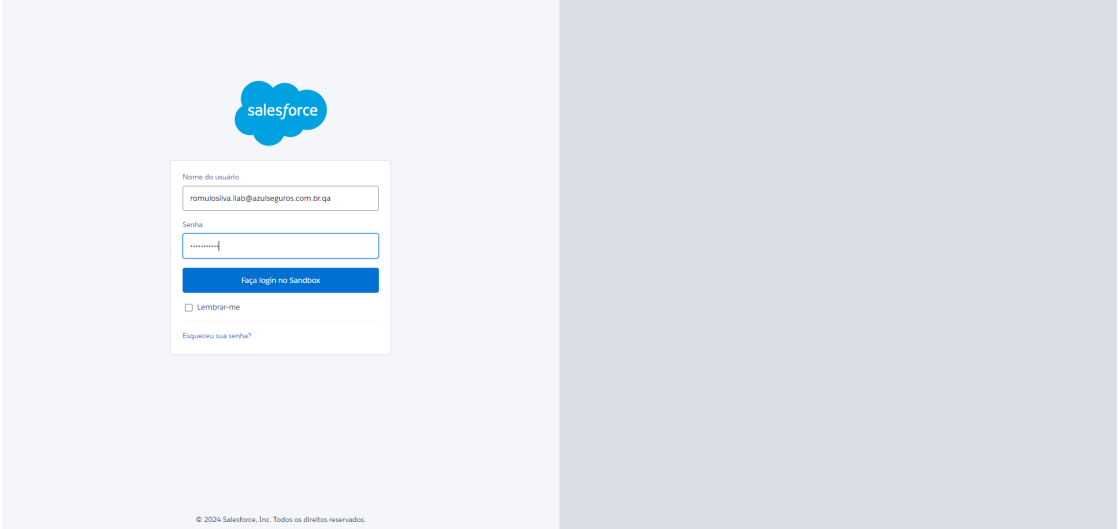 salesforce
Nome do usuário
romulosilva.ilab@azulseguros.com.br.qa
Senha
Faça login no Sandbox
Lembrar-me
Esqueceu sua senha?
© 2024 Salesforce, Inc. Todos os direitos reservados.